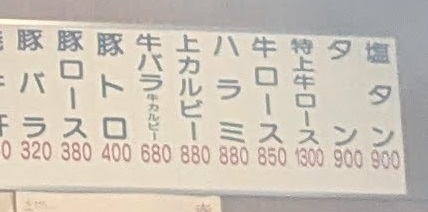 塩タン 900
タン 900
特上牛ロース 1300
牛ロース 850
ハラミ 880
上カルビー 880
牛バラ牛カルビー 680
豚トロ 400
豚ロース 380
豚バラ 320